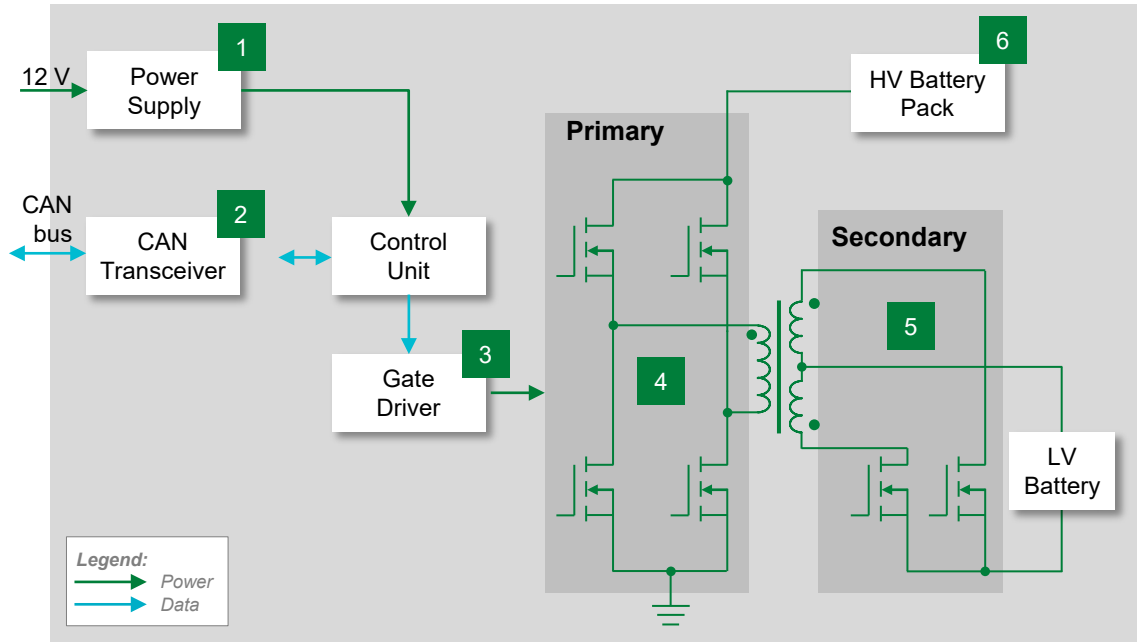 1
12 V
Power
Supply
6
HV Battery
Pack
Primary
2
CAN
bus
CAN
Transceiver
Control
Unit
Secondary
5
3
Gate
Driver
4
LV
Battery
Legend:
Power
Data